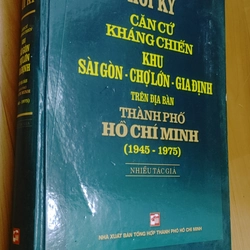 HỒI KÝ
CĂN CỨ
KHÁNG CHIẾN
KHU
SÀI GÒN - CHỢ LỚN - GIA ĐỊNH
TRÊN ĐỊA BÀN
THÀNH PHỐ
HỒ CHÍ MINH
(1945 - 1975)
NHIỀU TÁC GIẢ
NHÀ XUẤT BẢN TỔNG HỢP THÀNH PHỐ HỒ CHÍ MINH